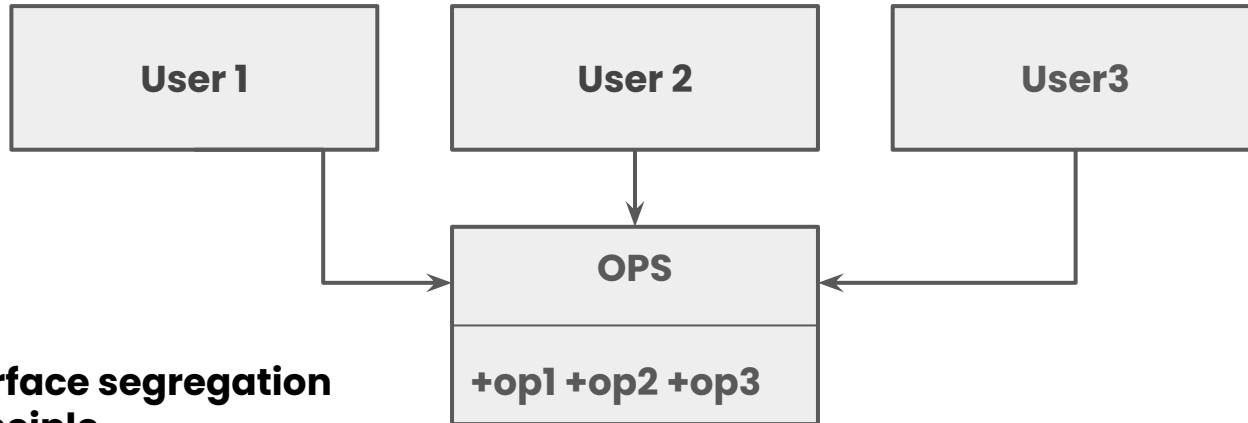 User 1
User 2
User3
OPS
+op1 +op2 +op3
rface segregation